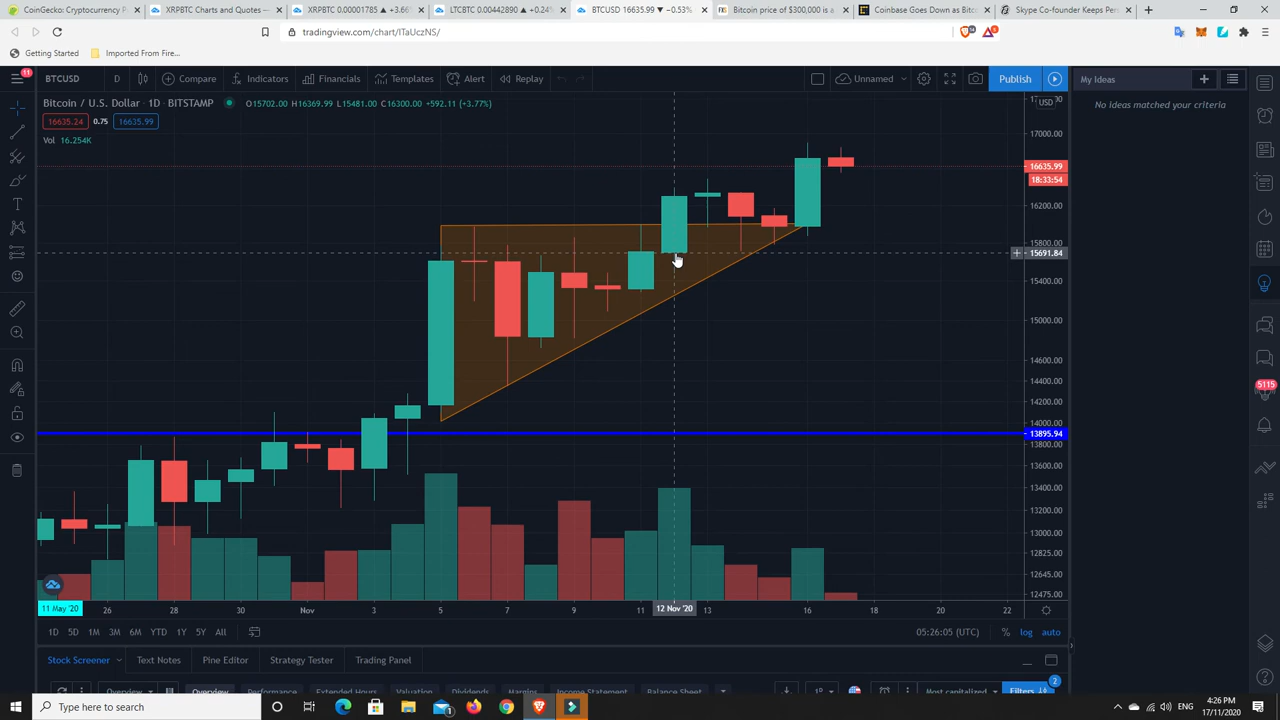 CoinGecko: Cryptocurrency P
XRPBTC Charts and Quotes —
XRPBTC 0.00001785 ▲ +3.66
LTCBTC 0.00442890 ▲ +0.24
BTCUSD 16635.99 ▼ −0.53%
Bitcoin price of $300,000 is a
Coinbase Goes Down as Bitcoin
Skype Co-founder Keeps Pers
tradingview.com/chart/ITaUczNS/
Getting Started
Imported From Fire...
11
BTCUSD
D
Compare
Indicators
Financials
Templates
Alert
Replay
Unnamed
Publish
My Ideas
No ideas matched your criteria
Bitcoin / U.S. Dollar · 1D · BITSTAMP
O15702.00 H16369.99 L15481.00 C16300.00 +592.11 (+3.77%)
16635.24 0.75 16635.99
Vol 16.254K
USD
17000.00
16635.99
18:33:54
16200.00
15800.00
15691.84
15400.00
15000.00
14600.00
14400.00
14200.00
14000.00
13895.94
13800.00
13600.00
13400.00
13200.00
13000.00
12825.00
12645.00
12475.00
5115
11 May '20 26 28 30 Nov 3 5 7 9 11 12 Nov '20 13 16 18 20 22
1D 5D 1M 3M 6M YTD 1Y 5Y All
05:26:05 (UTC) % log auto
Stock Screener Text Notes Pine Editor Strategy Tester Trading Panel
Overview Overview Performance Extended Hours Valuation Dividends Margins Income Statement Balance Sheet
Most capitalized Filters 2
Type here to search
ENG
4:26 PM
17/11/2020